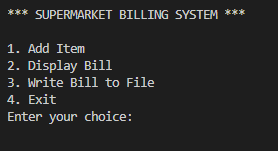 *** SUPERMARKET BILLING SYSTEM ***
1. Add Item
2. Display Bill
3. Write Bill to File
4. Exit
Enter your choice: